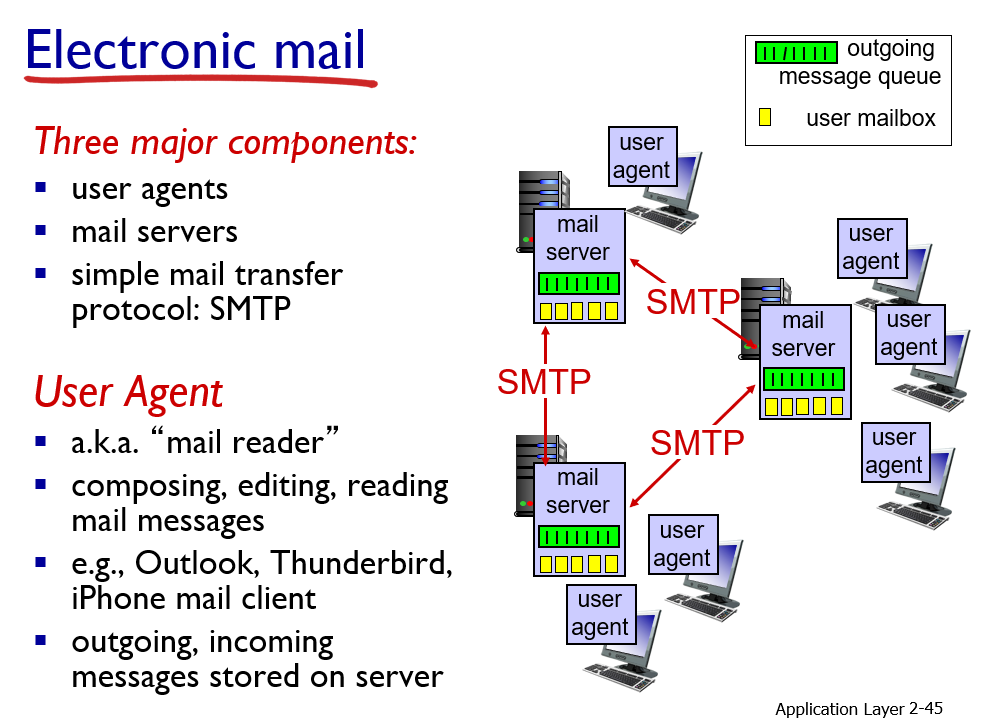 Electronic mail
Three major components:
▪ user agents
▪ mail servers
▪ simple mail transfer
protocol: SMTP
User Agent
▪ a.k.a. “mail reader”
▪ composing, editing, reading
mail messages
▪ e.g., Outlook, Thunderbird,
iPhone mail client
▪ outgoing, incoming
messages stored on server
outgoing
message queue
user mailbox
user
agent
mail
server
SMTP
user
agent
user
agent
mail
server
SMTP
SMTP
user
agent
mail
server
user
agent
user
agent
Application Layer 2-45